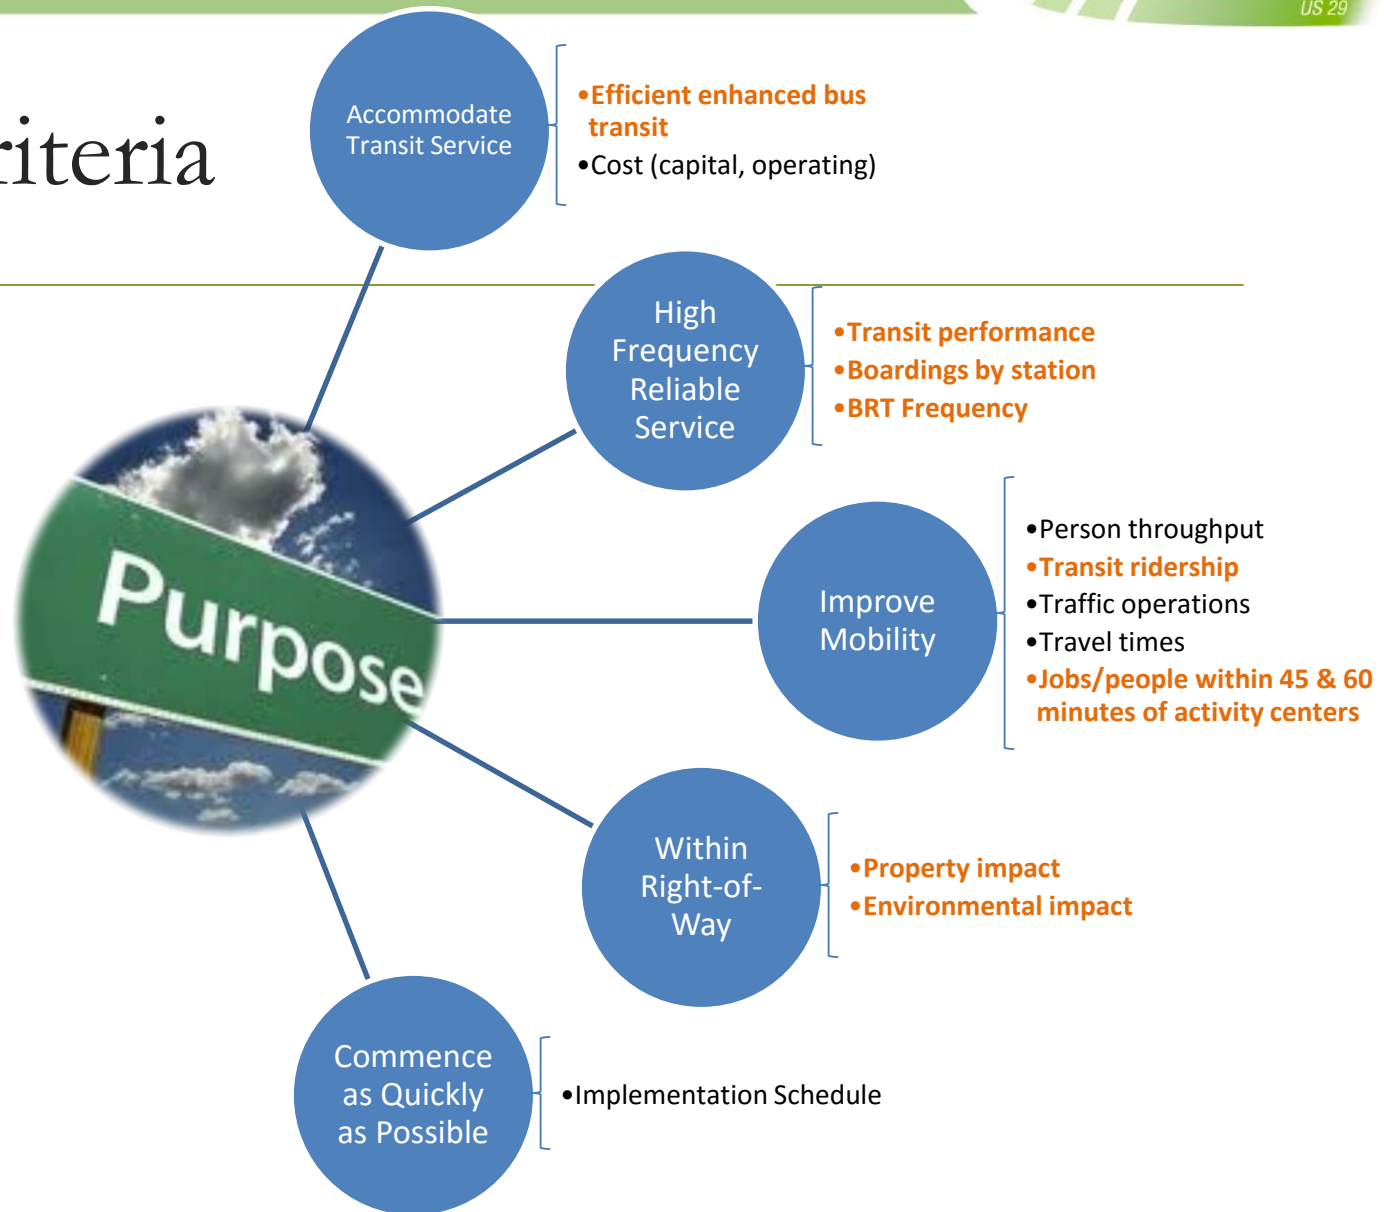 US 29
riteria
Accommodate
Transit Service
•Efficient enhanced bus
transit
•Cost (capital, operating)
High
Frequency
Reliable
Service
•Transit performance
•Boardings by station
•BRT Frequency
Purpose
Improve
Mobility
•Person throughput
•Transit ridership
•Traffic operations
•Travel times
•Jobs/people within 45 & 60
minutes of activity centers
Within
Right-of-
Way
•Property impact
•Environmental impact
Commence
as Quickly
as Possible
•Implementation Schedule